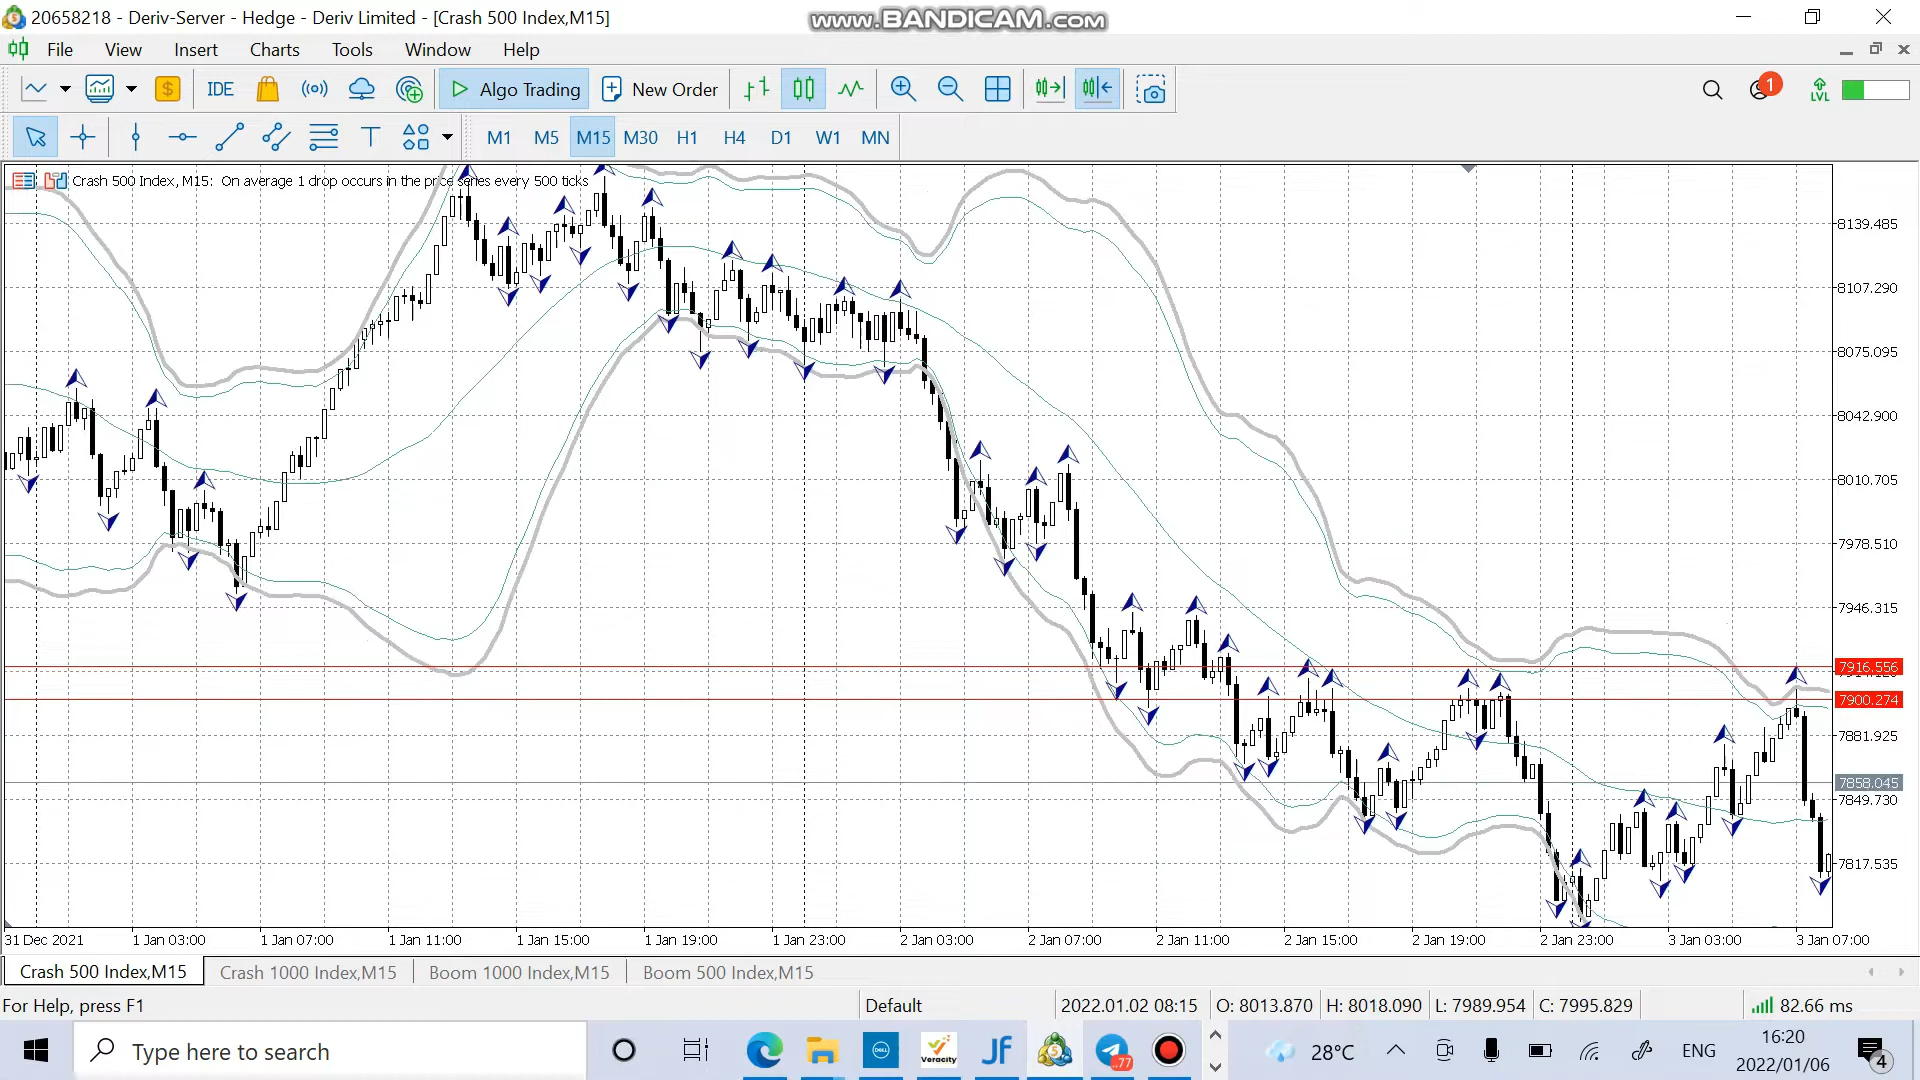 20658218 - Deriv-Server - Hedge - Deriv Limited - [Crash 500 Index,M15]
www.BANDICAM.com
File View Insert Charts Tools Window Help
IDE Algo Trading New Order 1 LVL
T M1 M5 M15 M30 H1 H4 D1 W1 MN
Crash 500 Index, M15: On average 1 drop occurs in the price series every 500 ticks
8139.485
8107.290
8075.095
8042.900
8010.705
7978.510
7946.315
7916.556
7900.274
7881.925
7858.045
7849.730
7817.535
31 Dec 2021 1 Jan 03:00 1 Jan 07:00 1 Jan 11:00 1 Jan 15:00 1 Jan 19:00 1 Jan 23:00 2 Jan 03:00 2 Jan 07:00 2 Jan 11:00 2 Jan 15:00 2 Jan 19:00 2 Jan 23:00 3 Jan 03:00 3 Jan 07:00
Crash 500 Index,M15 Crash 1000 Index,M15 Boom 1000 Index,M15 Boom 500 Index,M15
For Help, press F1 Default 2022.01.02 08:15 O: 8013.870 H: 8018.090 L: 7989.954 C: 7995.829 82.66 ms
Type here to search DELL Veracity JF ..77 28°C ENG 16:20
2022/01/06 4